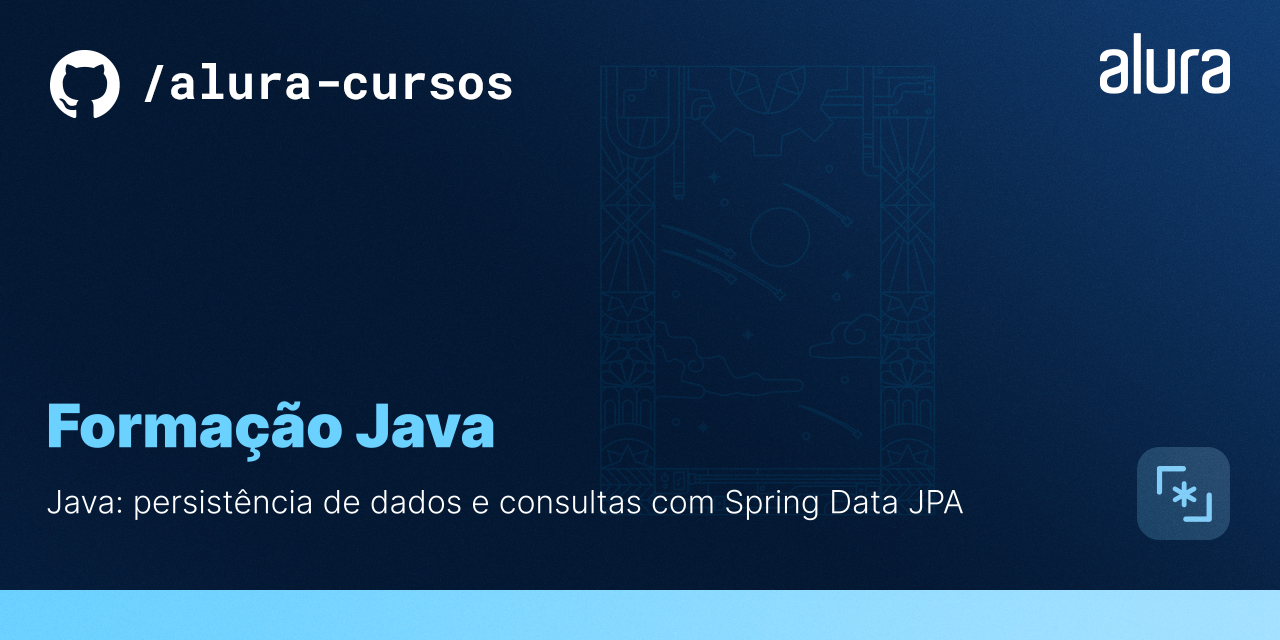 /alura-cursos
alura
Formação Java
Java: persistência de dados e consultas com Spring Data JPA